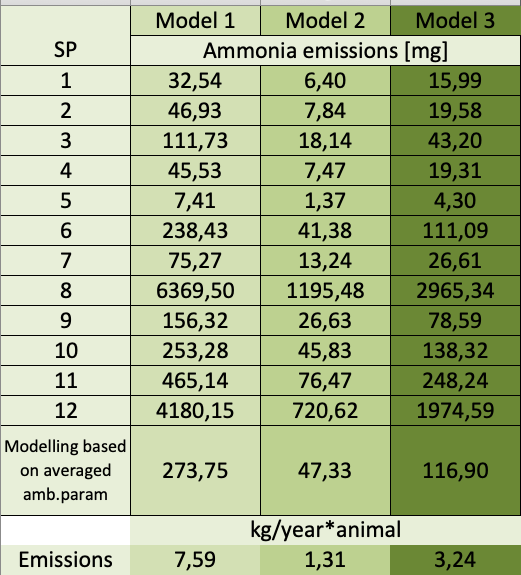 Model 1 Model 2 Model 3
SP Ammonia emissions [mg]
1 32,54 6,40 15,99
2 46,93 7,84 19,58
3 111,73 18,14 43,20
4 45,53 7,47 19,31
5 7,41 1,37 4,30
6 238,43 41,38 111,09
7 75,27 13,24 26,61
8 6369,50 1195,48 2965,34
9 156,32 26,63 78,59
10 253,28 45,83 138,32
11 465,14 76,47 248,24
12 4180,15 720,62 1974,59
Modelling based
on averaged 273,75 47,33 116,90
amb.param
kg/year*animal
Emissions 7,59 1,31 3,24